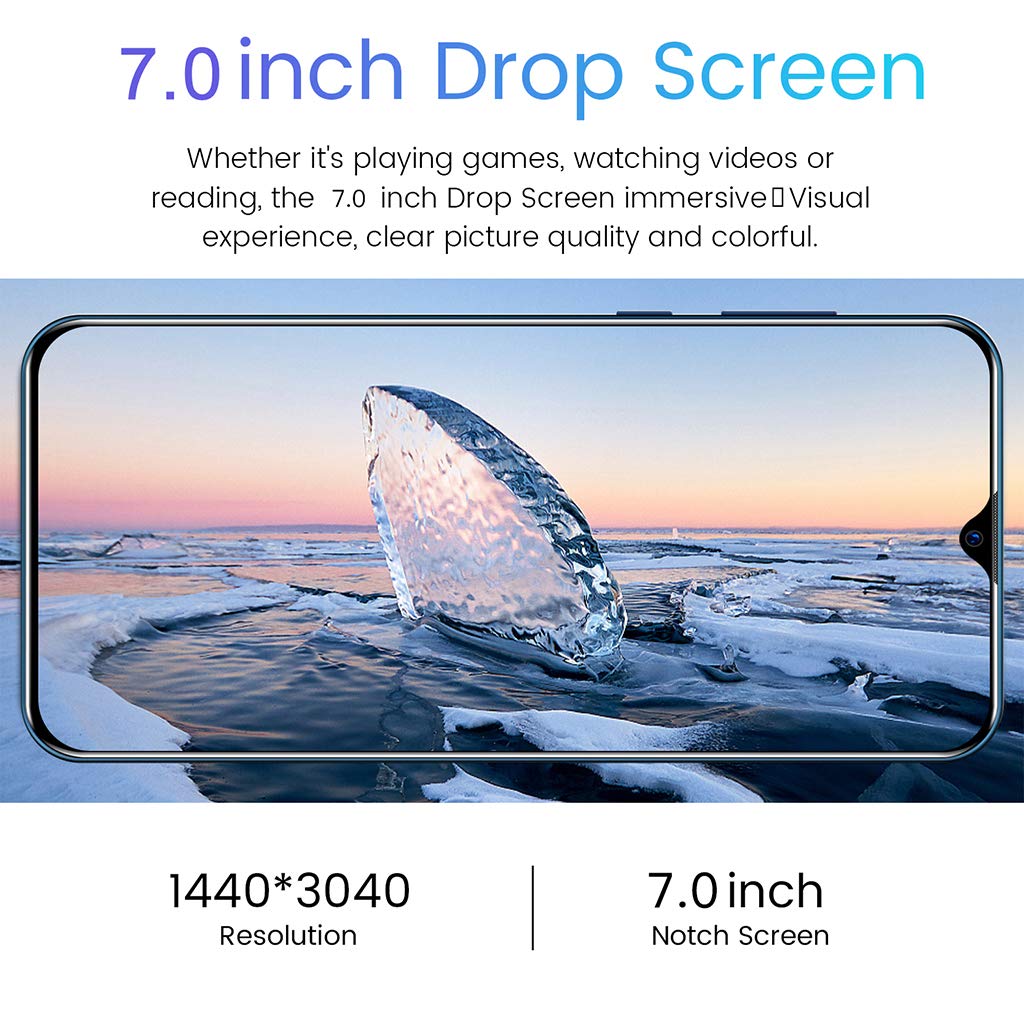 7.0 inch Drop Screen
Whether it's playing games, watching videos or
reading, the 7.0 inch Drop Screen immersive▯Visual
experience, clear picture quality and colorful.
1440*3040
Resolution
7.0 inch
Notch Screen